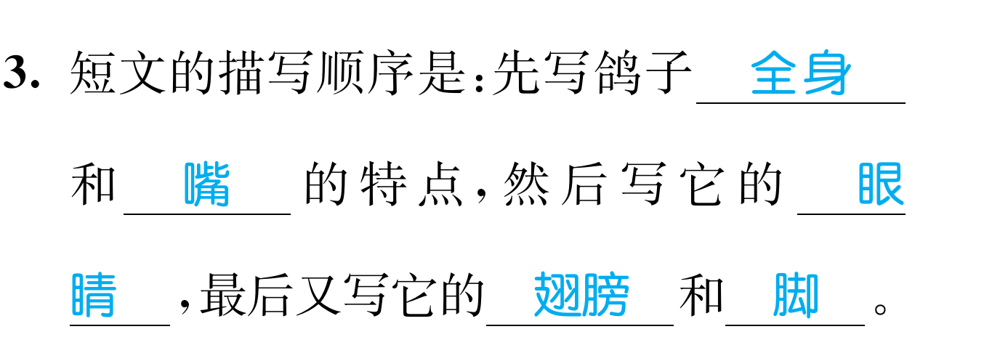 3. 短文的描写顺序是:先写鸽子 全身
和 嘴 的特点,然后写它的 眼
睛 ,最后又写它的 翅膀 和 脚 。